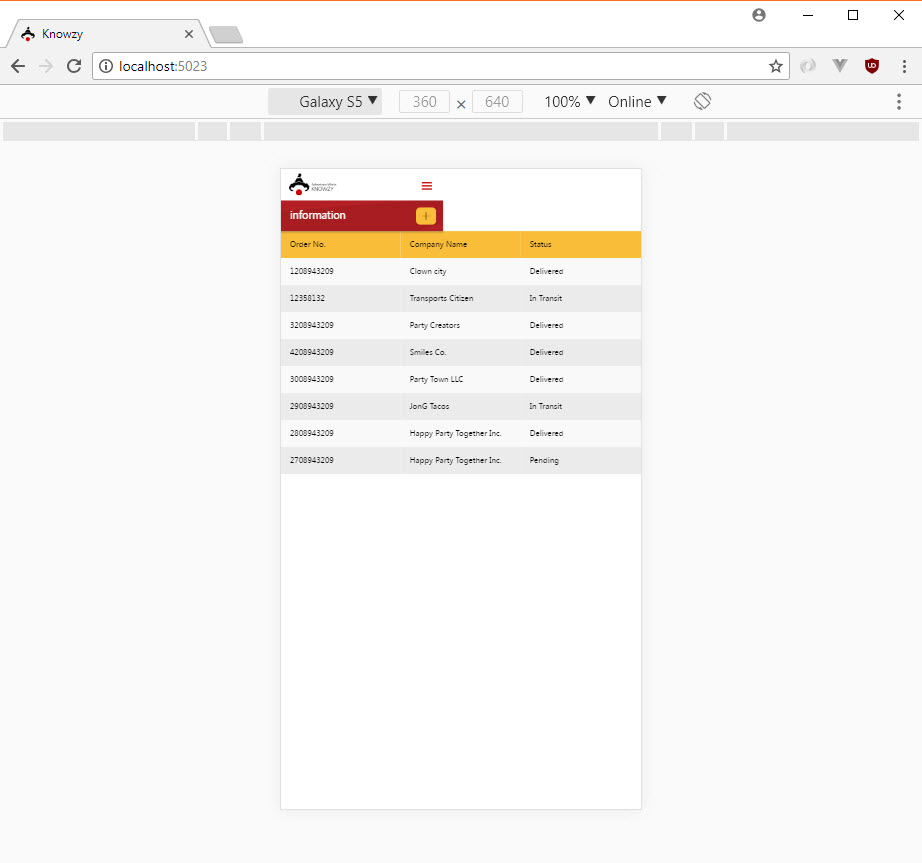 Knowzy
localhost:5023
Galaxy S5 360 × 640 100% Online
KNOWZY
information +
Order No. Company Name Status
1208943209 Clown city Delivered
12358132 Transports Citizen In Transit
3208943209 Party Creators Delivered
4208943209 Smiles Co. Delivered
3008943209 Party Town LLC Delivered
2908943209 JonG Tacos In Transit
2808943209 Happy Party Together Inc. Delivered
2708943209 Happy Party Together Inc. Pending